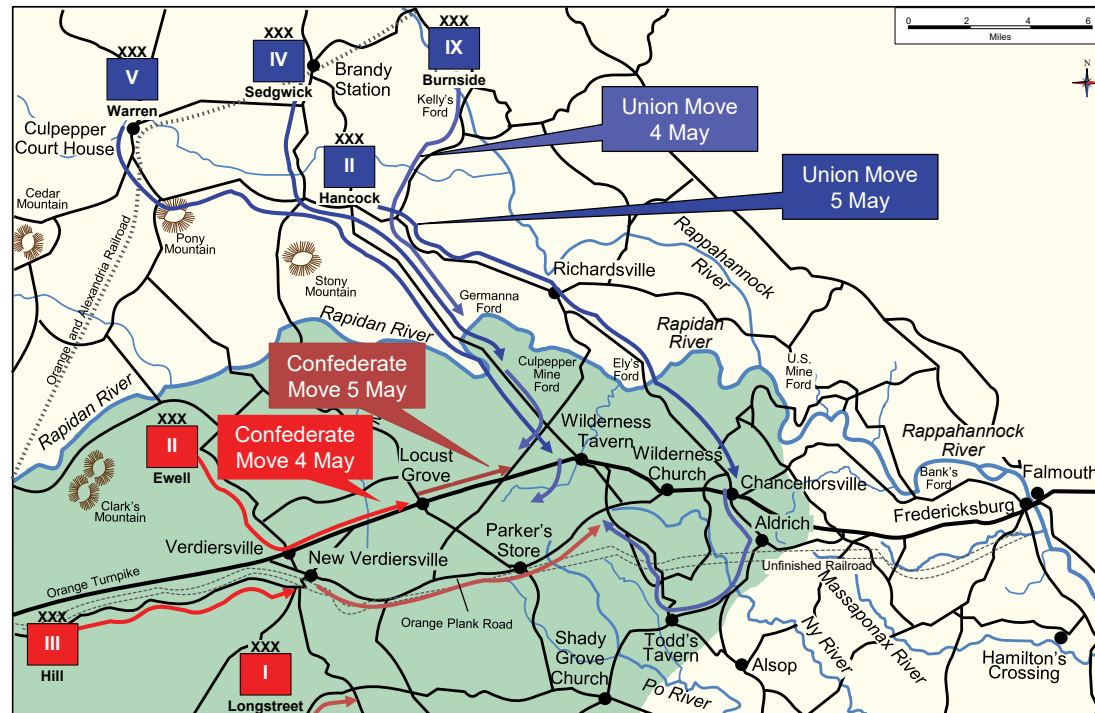 XXX
V
Warren
XXX
IV
Sedgwick
XXX
IX
Burnside
0 2 4 6
Miles
N
Brandy
Station
Kelly's
Ford
Union Move
4 May
Culpepper
Court House
XXX
II
Hancock
Union Move
5 May
Cedar
Mountain
Pony
Mountain
Orange and Alexandria Railroad
Stony
Mountain
Richardsville
Rappahannock
River
Germanna
Ford
Rapidan River
Rapidan
River
Rapidan River
Confederate
Move 5 May
Culpepper
Mine
Ford
Ely's
Ford
U.S.
Mine
Ford
XXX
II
Ewell
Confederate
Move 4 May
Locust
Grove
Wilderness
Tavern
Wilderness
Church
Rappahannock
River
Bank's
Ford
Falmouth
Clark's
Mountain
Chancellorsville
Fredericksburg
Verdiersville
New Verdiersville
Parker's
Store
Aldrich
Unfinished Railroad
Orange Turnpike
Orange Plank Road
Massaponax River
Ny River
XXX
III
Hill
XXX
I
Longstreet
Shady
Grove
Church
Todd's
Tavern
Alsop
Po River
Hamilton's
Crossing